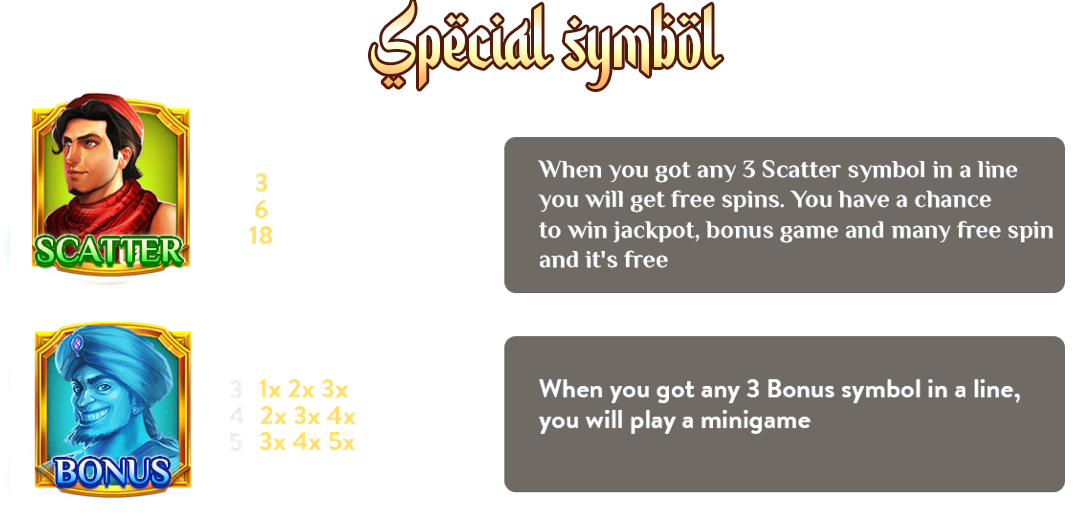 Special symbol
SCATTER
3
6
18
When you got any 3 Scatter symbol in a line
you will get free spins. You have a chance
to win jackpot, bonus game and many free spin
and it's free
BONUS
3 1x 2x 3x
4 2x 3x 4x
5 3x 4x 5x
When you got any 3 Bonus symbol in a line,
you will play a minigame